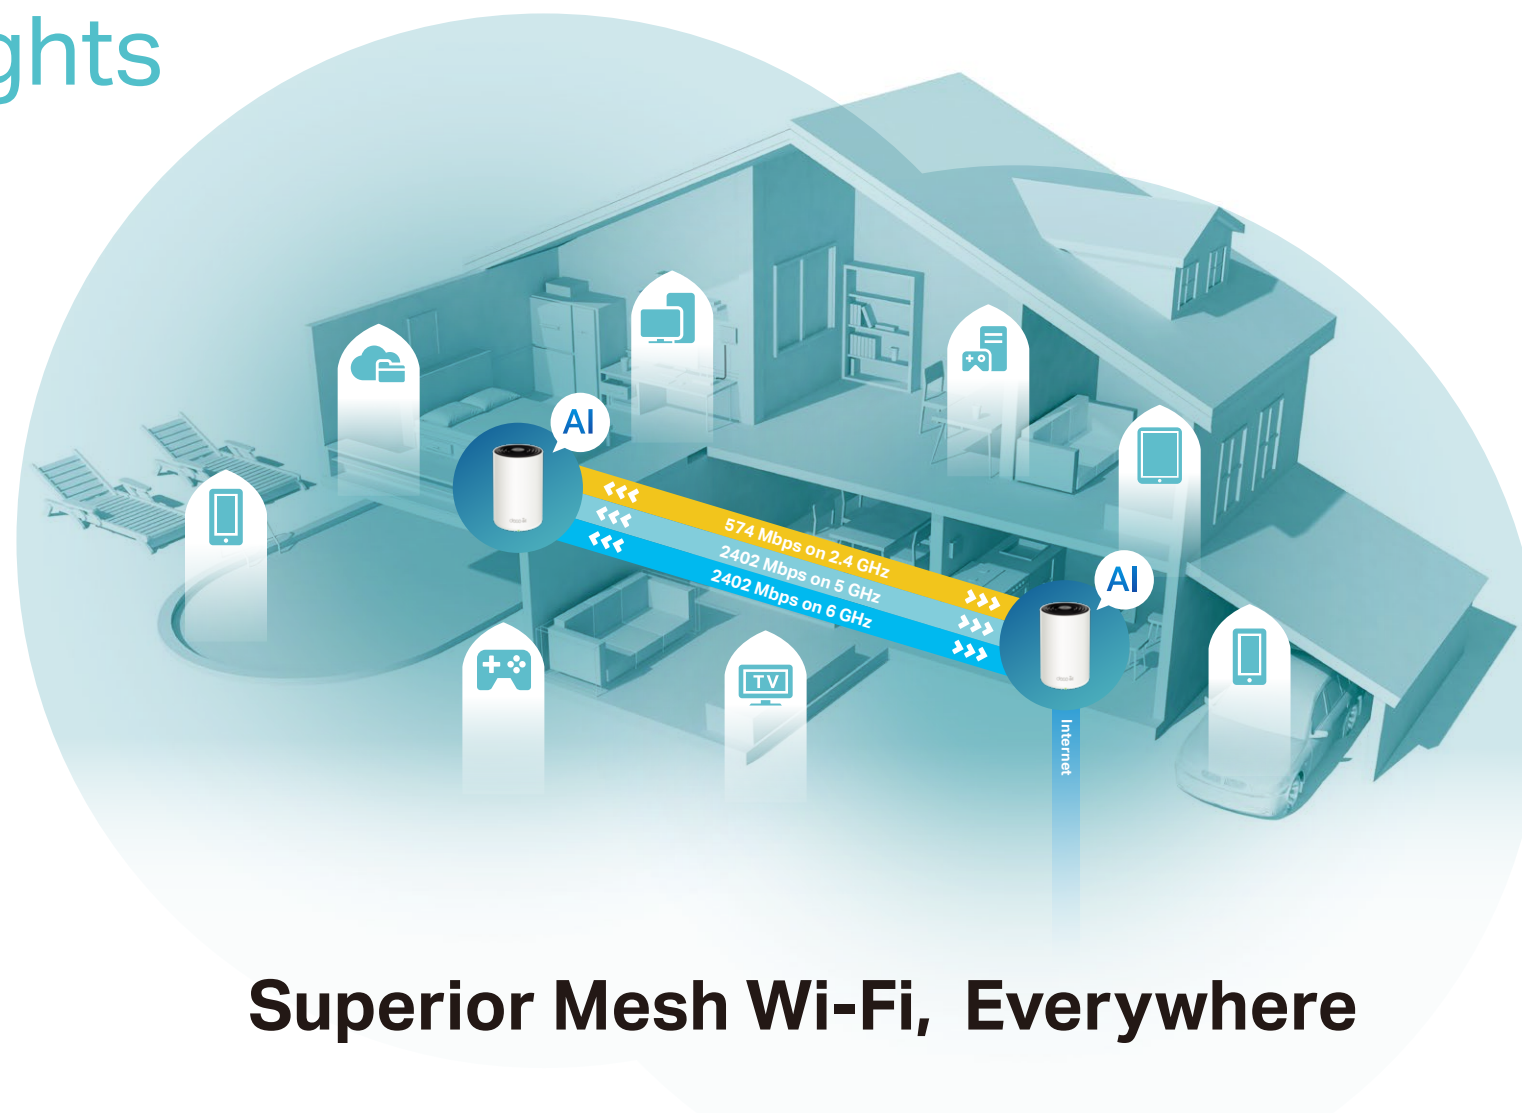 ghts
AI
574 Mbps on 2.4 GHz
2402 Mbps on 5 GHz
2402 Mbps on 6 GHz
AI
TV
Internet
Superior Mesh Wi-Fi, Everywhere